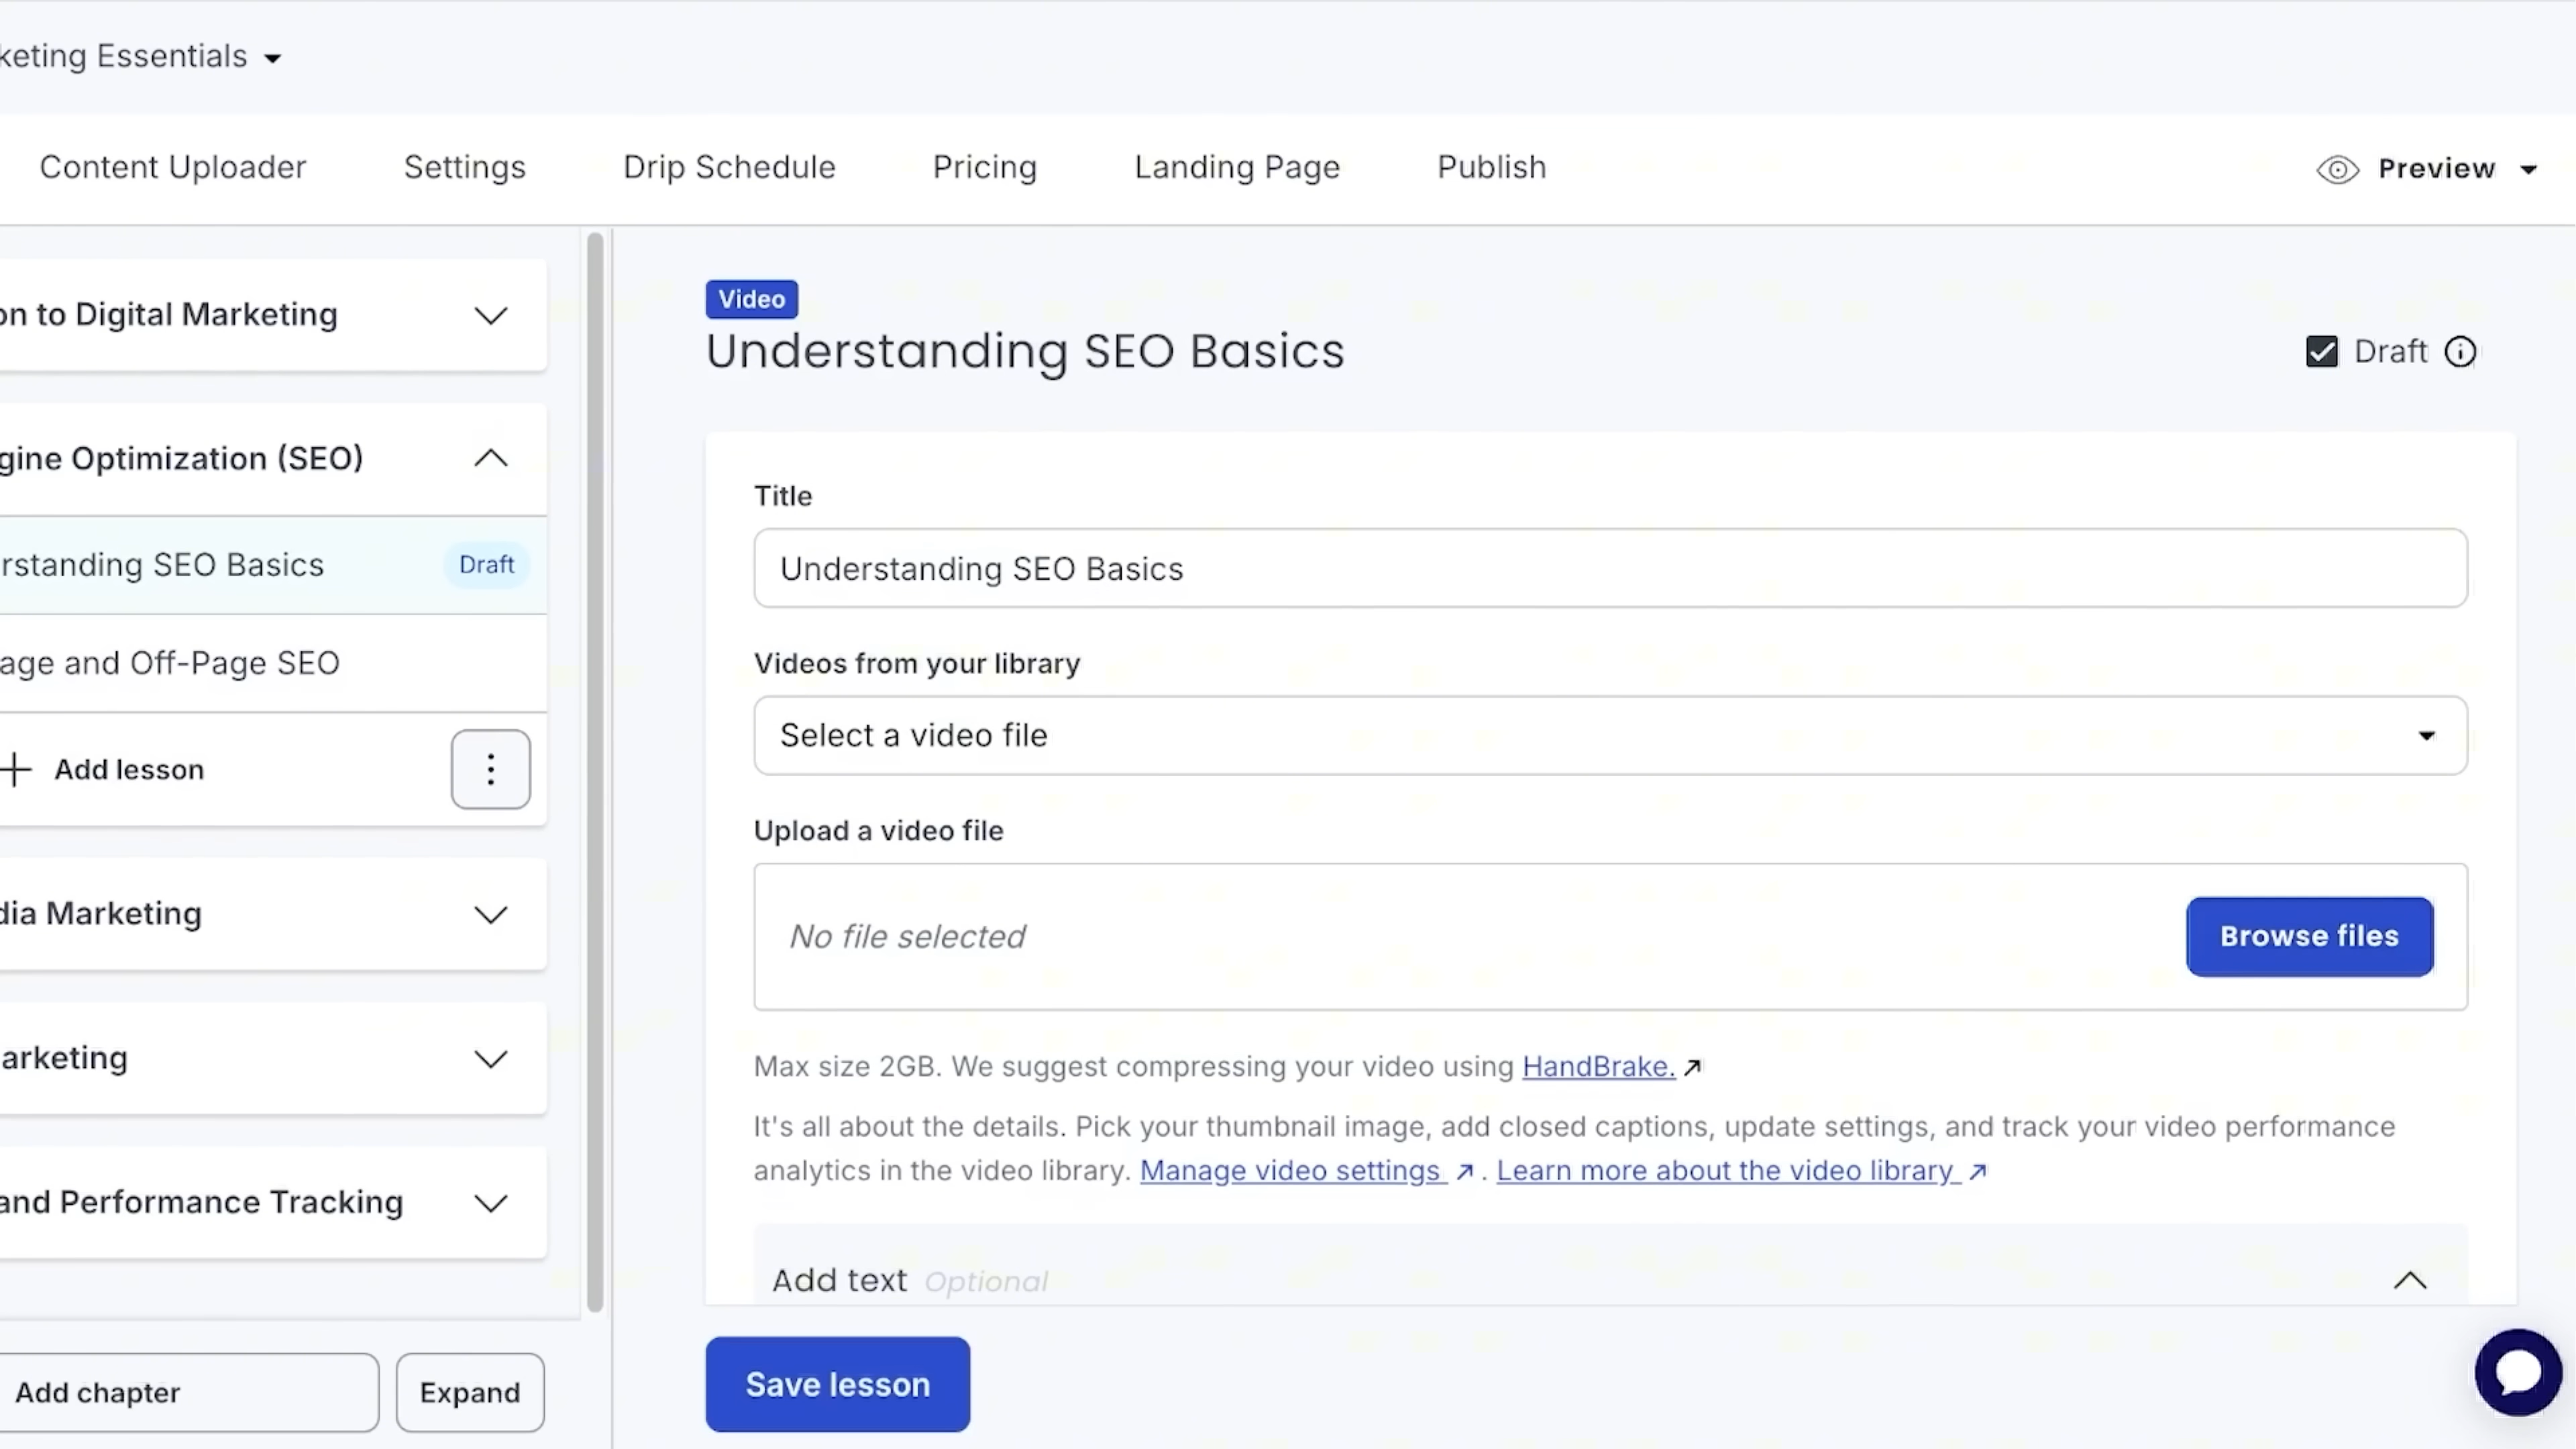 keting Essentials
Content Uploader Settings Drip Schedule Pricing Landing Page Publish Preview
on to Digital Marketing
gine Optimization (SEO)
rstanding SEO Basics Draft
age and Off-Page SEO
Add lesson
dia Marketing
arketing
and Performance Tracking
Add chapter Expand
Video
Understanding SEO Basics
Draft
Title
Understanding SEO Basics
Videos from your library
Select a video file
Upload a video file
No file selected Browse files
Max size 2GB. We suggest compressing your video using HandBrake.
It's all about the details. Pick your thumbnail image, add closed captions, update settings, and track your video performance
analytics in the video library. Manage video settings . Learn more about the video library
Add text Optional
Save lesson